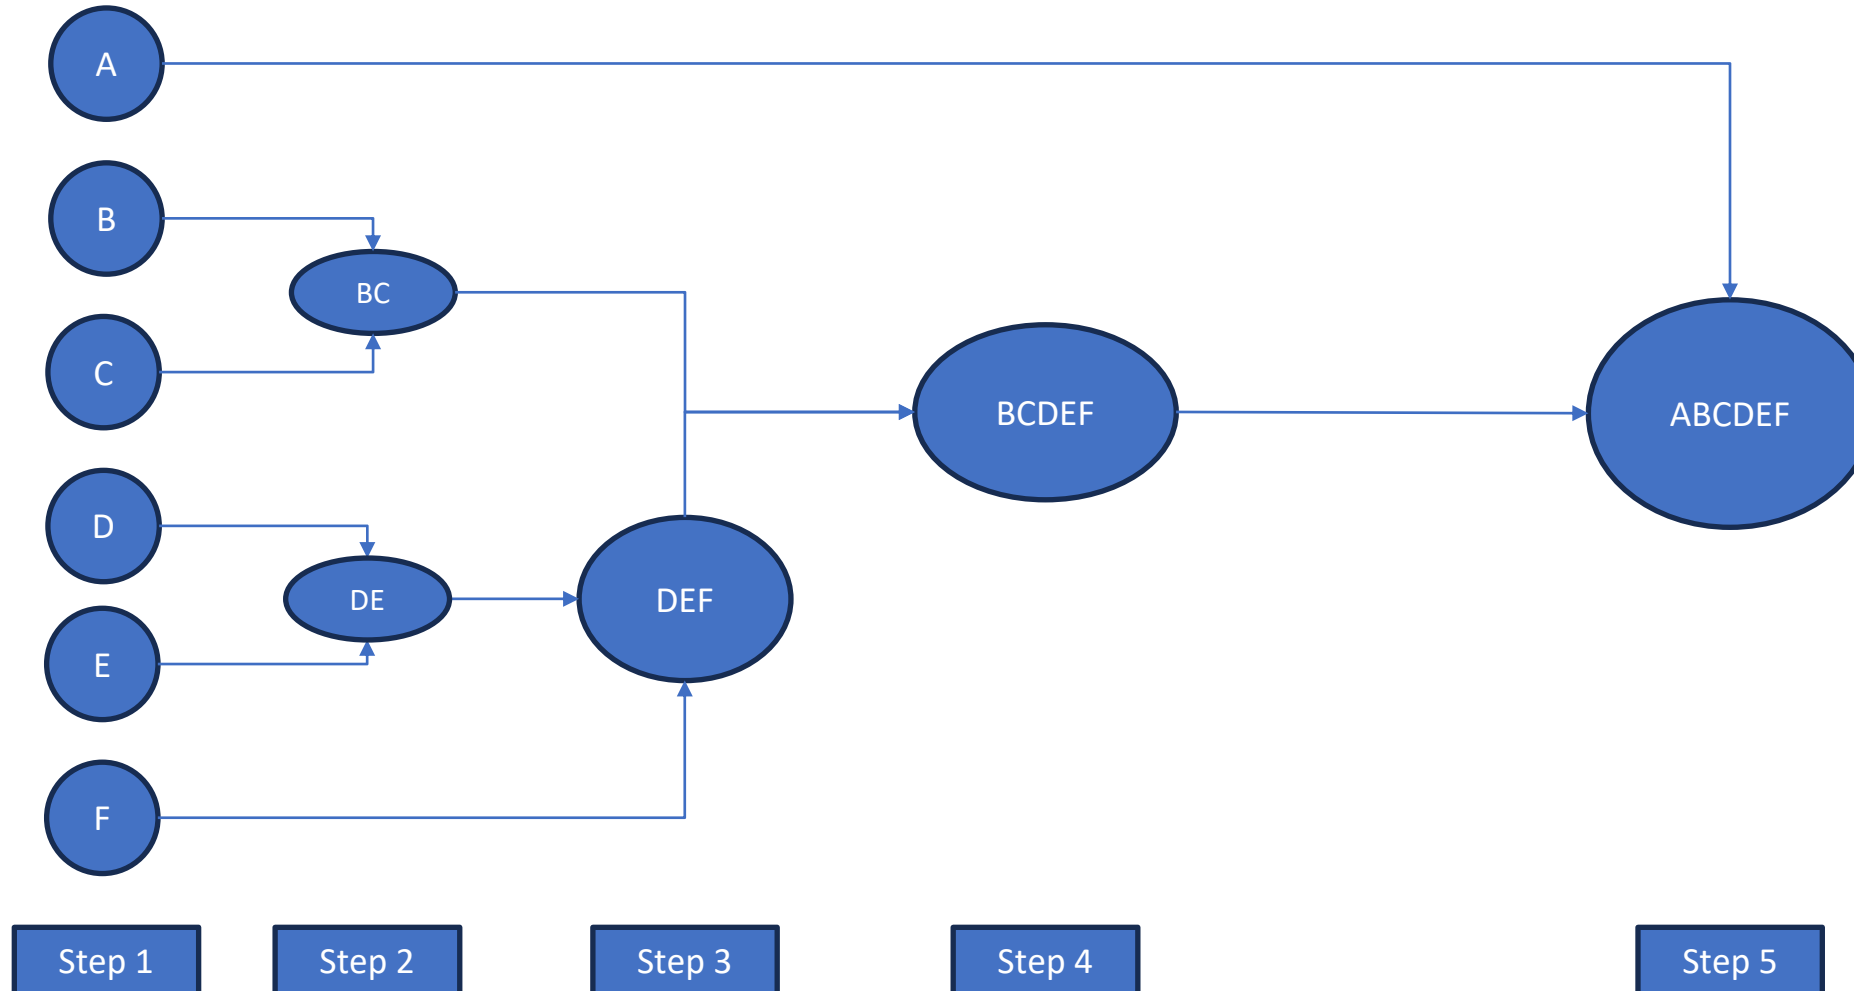 A
B
BC
C
BCDEF
ABCDEF
D
DE
DEF
E
F
Step 1
Step 2
Step 3
Step 4
Step 5